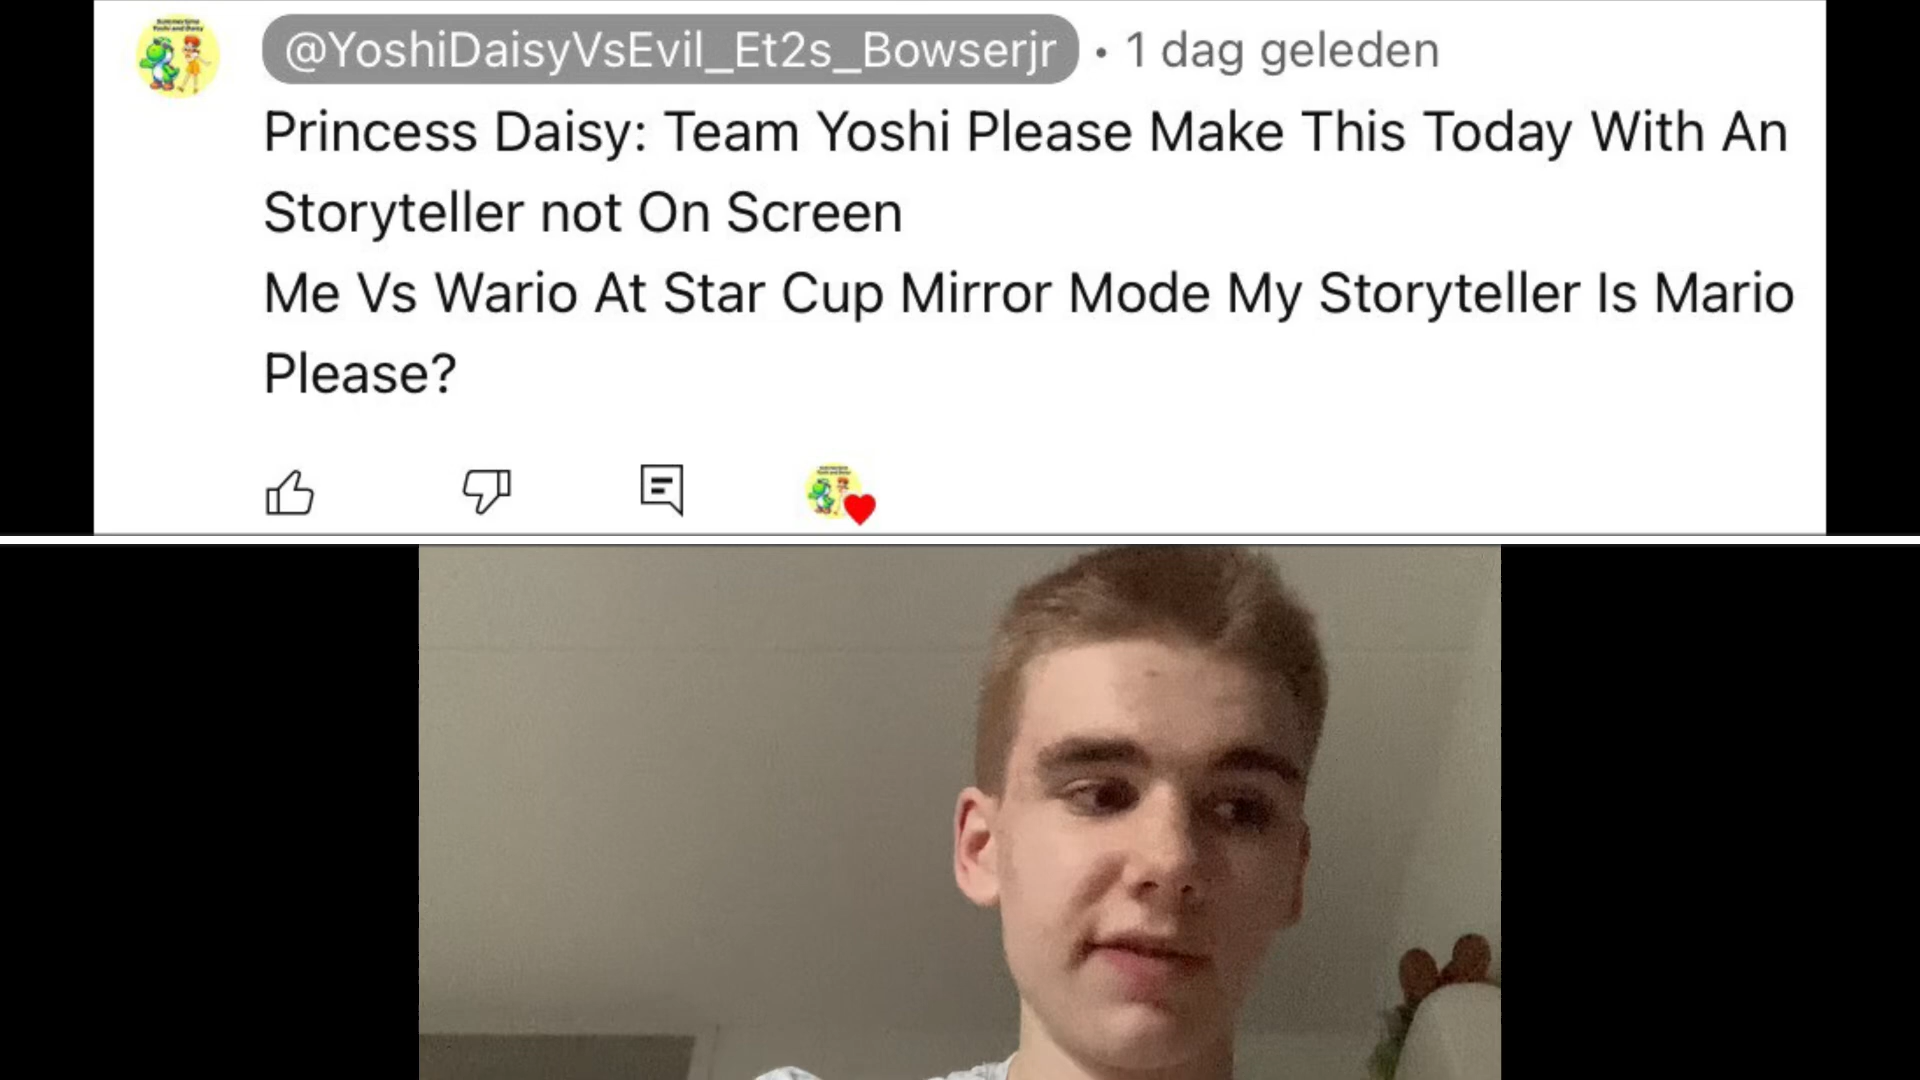 @YoshiDaisyVsEvil_Et2s_Bowserjr • 1 dag geleden
Princess Daisy: Team Yoshi Please Make This Today With An
Storyteller not On Screen
Me Vs Wario At Star Cup Mirror Mode My Storyteller Is Mario
Please?